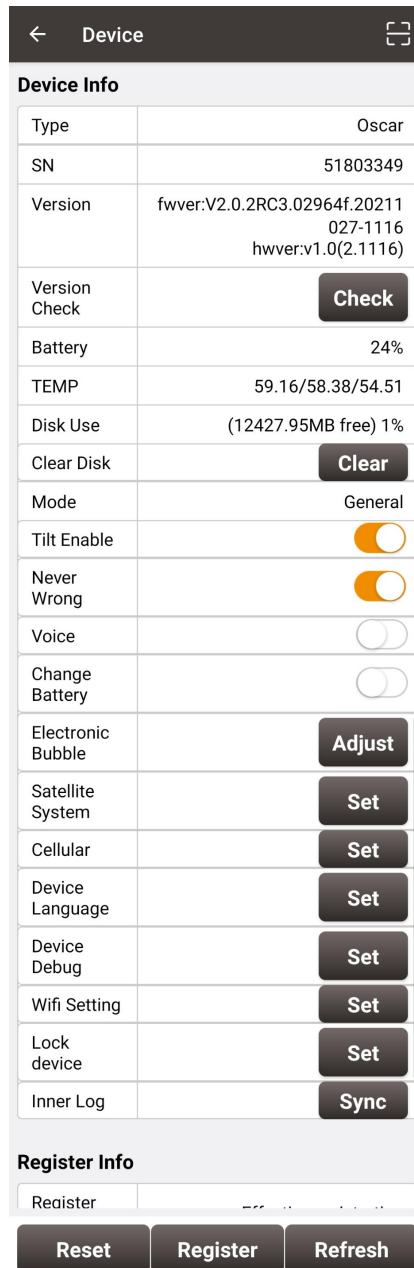 Device
Device Info
Type Oscar
SN 51803349
Version fwver:V2.0.2RC3.02964f.20211
027-1116
hwver:v1.0(2.1116)
Version
Check Check
Battery 24%
TEMP 59.16/58.38/54.51
Disk Use (12427.95MB free) 1%
Clear Disk Clear
Mode General
Tilt Enable
Never
Wrong
Voice
Change
Battery
Electronic
Bubble Adjust
Satellite
System Set
Cellular Set
Device
Language Set
Device
Debug Set
Wifi Setting Set
Lock
device Set
Inner Log Sync
Register Info
Register
Reset Register Refresh